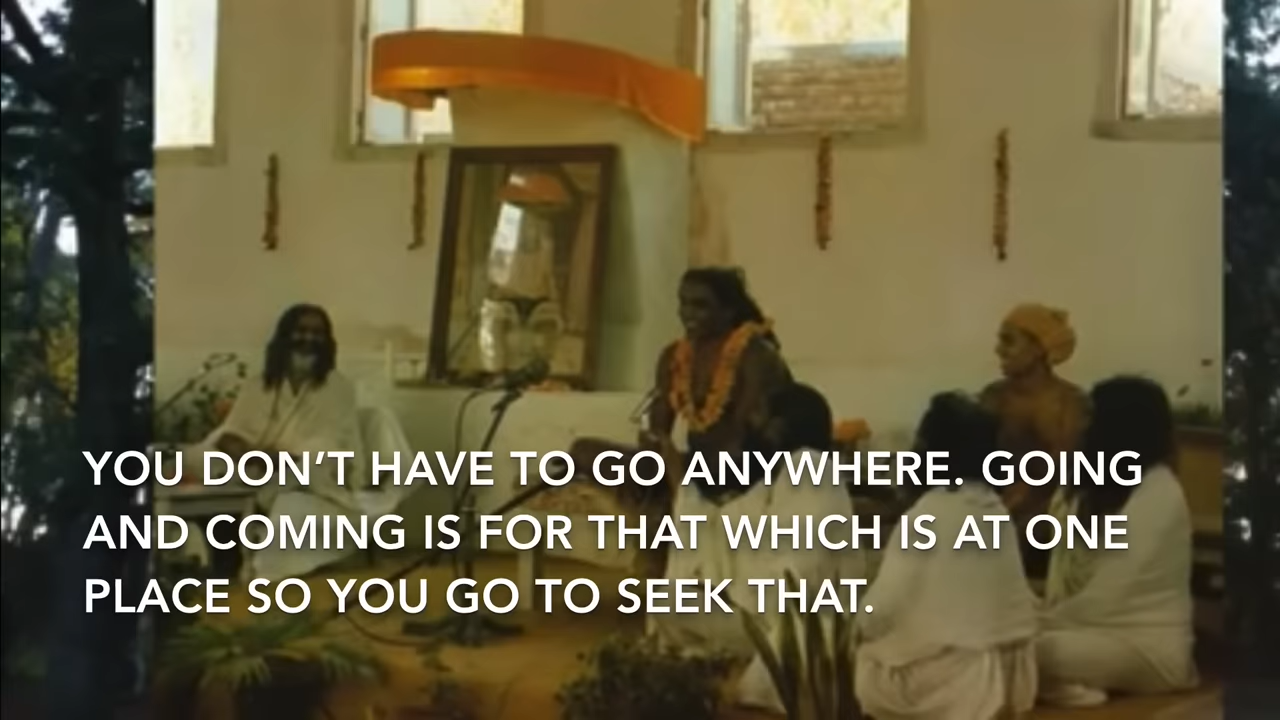 YOU DON'T HAVE TO GO ANYWHERE. GOING
AND COMING IS FOR THAT WHICH IS AT ONE
PLACE SO YOU GO TO SEEK THAT.